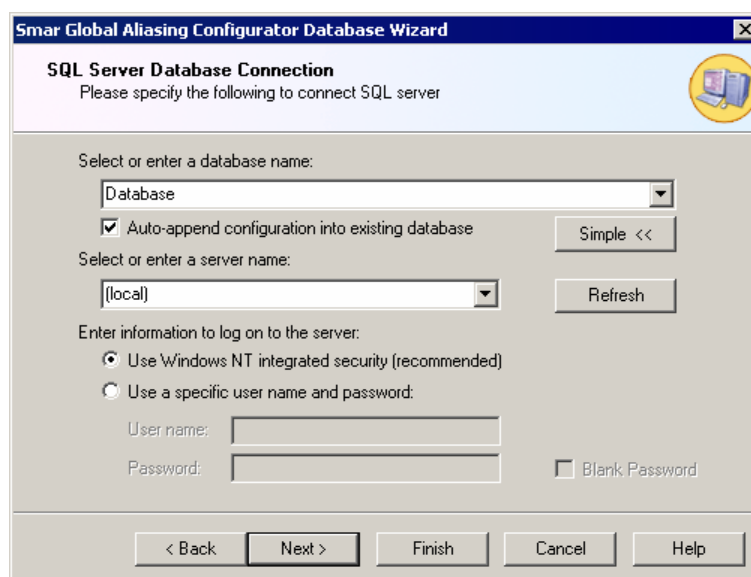 Smar Global Aliasing Configurator Database Wizard
SQL Server Database Connection
Please specify the following to connect SQL server
Select or enter a database name:
Database
Auto-append configuration into existing database
Simple <<
Select or enter a server name:
(local)
Refresh
Enter information to log on to the server:
Use Windows NT integrated security (recommended)
Use a specific user name and password:
User name:
Password:
Blank Password
< Back
Next >
Finish
Cancel
Help